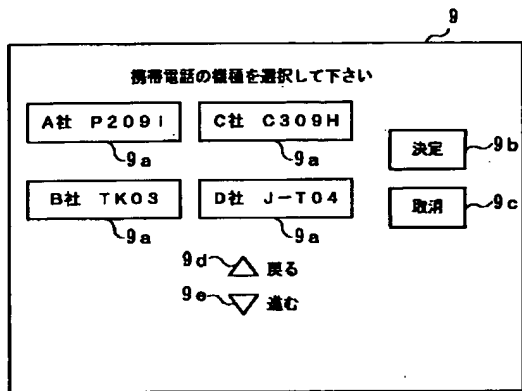 9
携帯電話の機種を選択して下さい
A社 P209i
C社 C309H
9a
9a
決定
9b
B社 TK03
D社 J-T04
取消
9c
9a
9a
9d
戻る
9e
進む